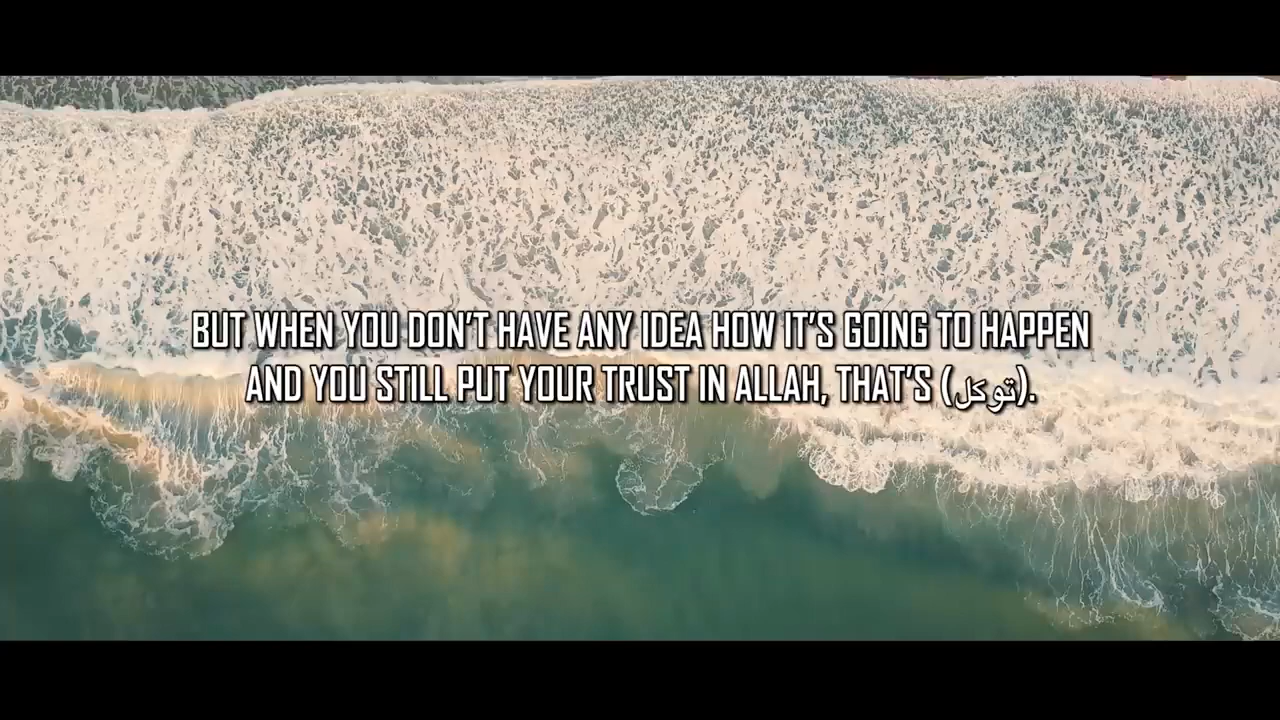 BUT WHEN YOU DON'T HAVE ANY IDEA HOW IT'S GOING TO HAPPEN
AND YOU STILL PUT YOUR TRUST IN ALLAH, THAT'S (توكل).